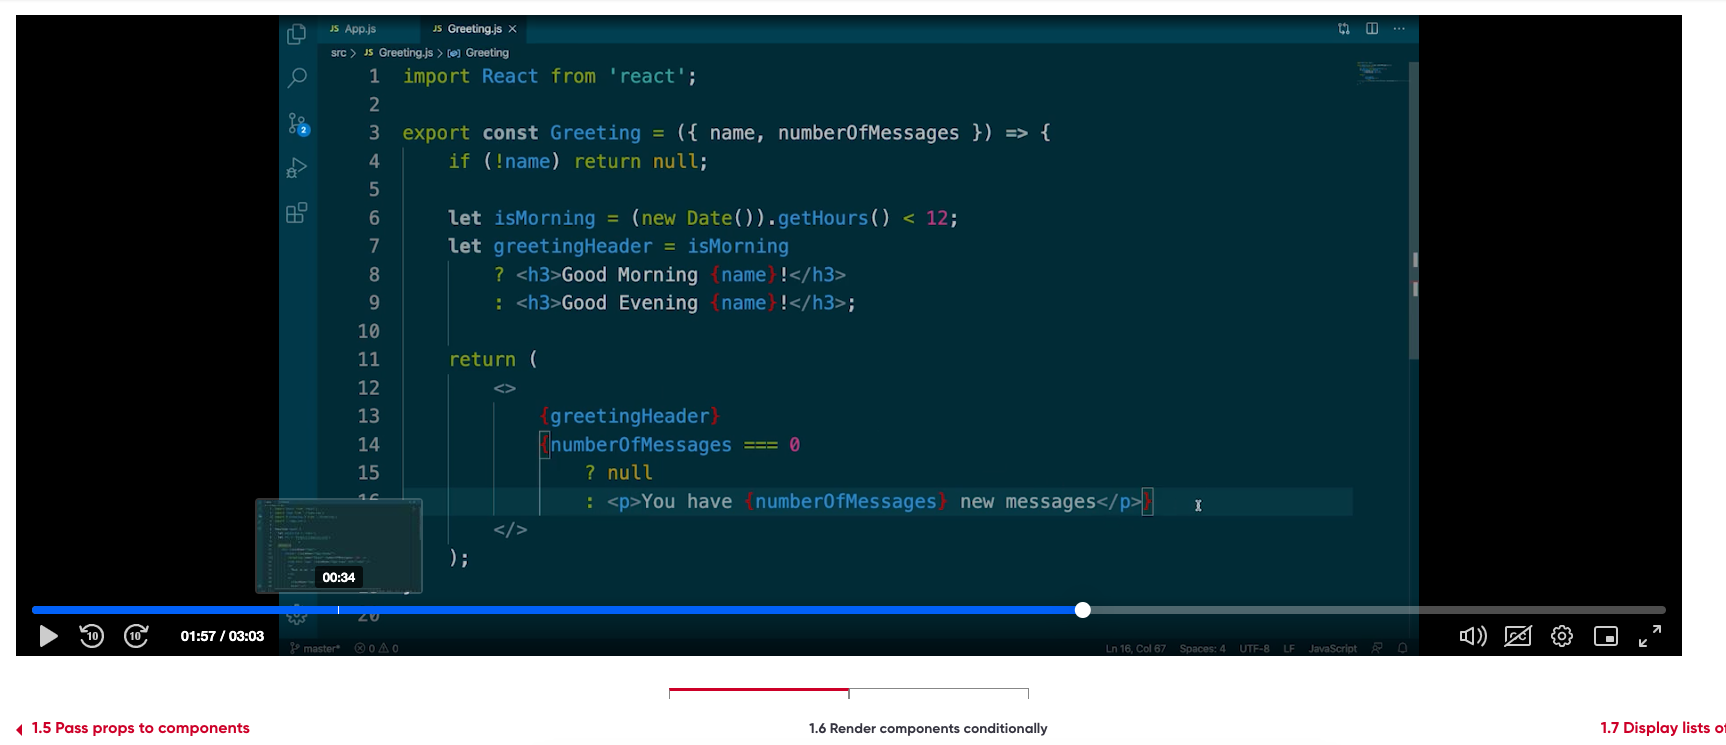 JS App.js
JS Greeting.js ×
src > JS Greeting.js > Greeting
1 import React from 'react';
2
3 export const Greeting = ({ name, numberOfMessages }) => {
4 if (!name) return null;
5
6 let isMorning = (new Date()).getHours() < 12;
7 let greetingHeader = isMorning
8 ? <h3>Good Morning {name}!</h3>
9 : <h3>Good Evening {name}!</h3>;
10
11 return (
12 <>
13 {greetingHeader}
14 {numberOfMessages === 0
15 ? null
16 : <p>You have {numberOfMessages} new messages</p>}
</>
);
20
2
00:34
10
10
01:57 / 03:03
master* 0 0
Ln 16, Col 67 Spaces: 4 UTF-8 LF JavaScript
1.5 Pass props to components
1.6 Render components conditionally
1.7 Display lists of